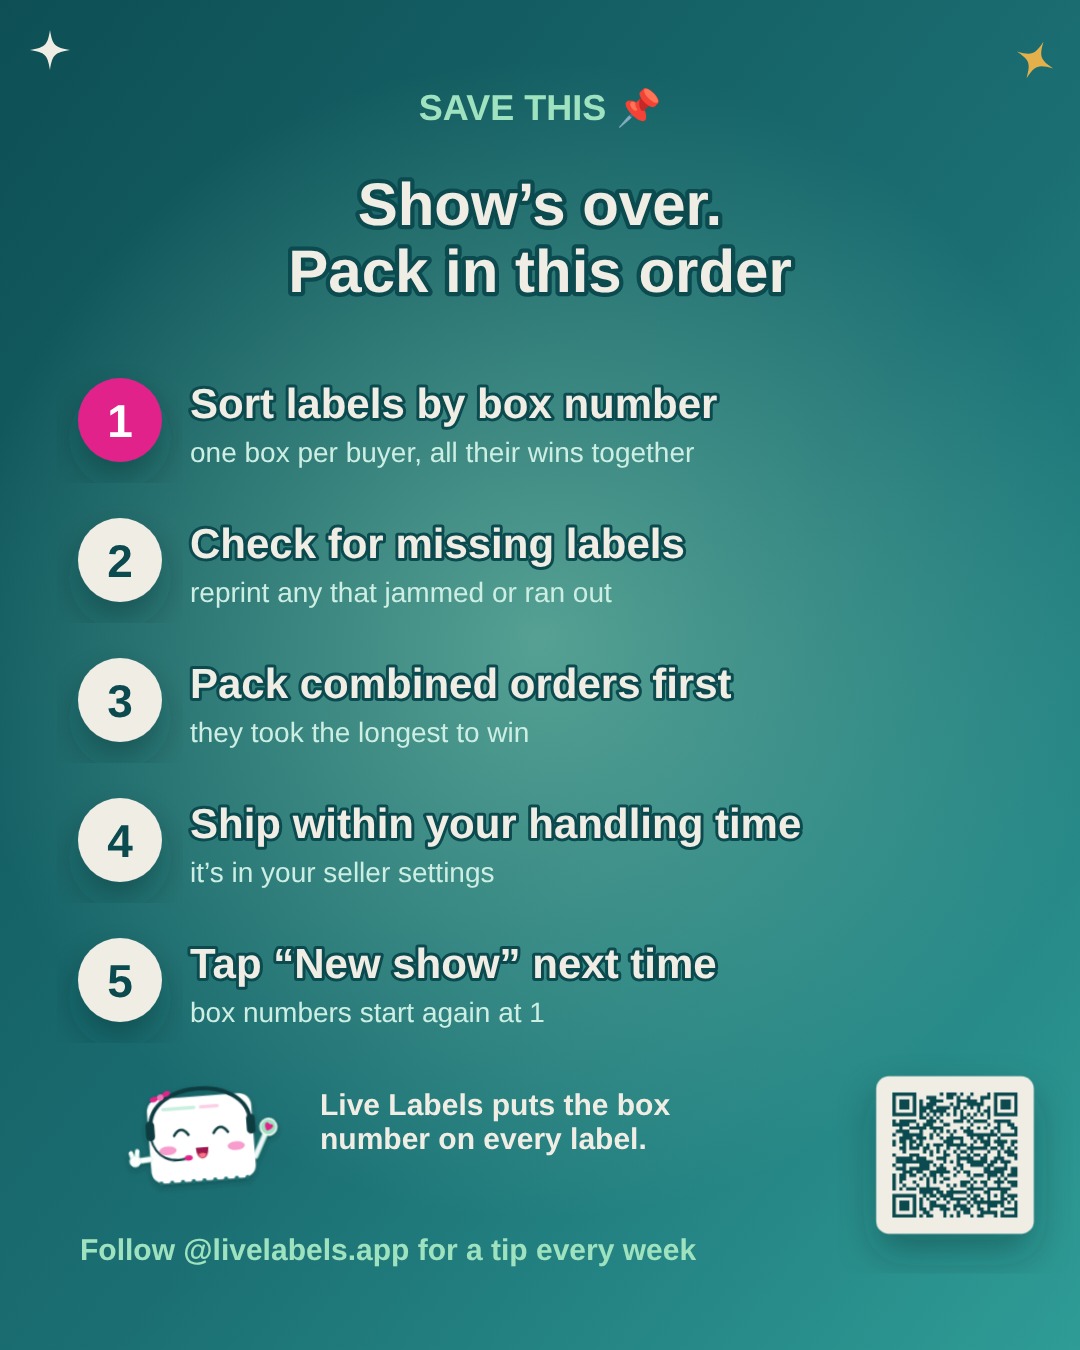 SAVE THIS 📌
Show’s over.
Pack in this order
1
Sort labels by box number
one box per buyer, all their wins together
2
Check for missing labels
reprint any that jammed or ran out
3
Pack combined orders first
they took the longest to win
4
Ship within your handling time
it’s in your seller settings
5
Tap “New show” next time
box numbers start again at 1
Live Labels puts the box
number on every label.
Follow @livelabels.app for a tip every week